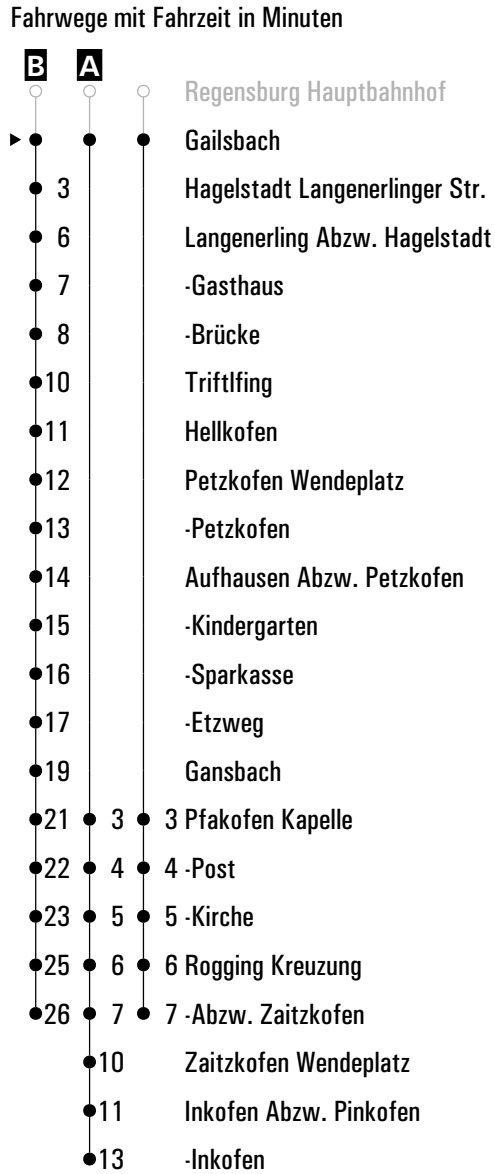 Fahrwege mit Fahrzeit in Minuten
B A
Regensburg Hauptbahnhof
Gailsbach
3 Hagelstadt Langenerlinger Str.
6 Langenerling Abzw. Hagelstadt
7 -Gasthaus
8 -Brücke
10 Triftlfing
11 Hellkofen
12 Petzkofen Wendeplatz
13 -Petzkofen
14 Aufhausen Abzw. Petzkofen
15 -Kindergarten
16 -Sparkasse
17 -Etzweg
19 Gansbach
21 3 3 Pfakofen Kapelle
22 4 4 -Post
23 5 5 -Kirche
25 6 6 Rogging Kreuzung
26 7 7 -Abzw. Zaitzkofen
10 Zaitzkofen Wendeplatz
11 Inkofen Abzw. Pinkofen
13 -Inkofen